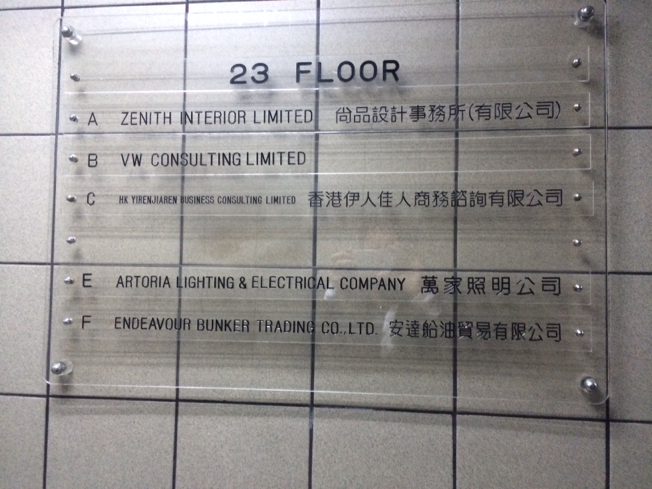 23 FLOOR
A ZENITH INTERIOR LIMITED 尚品設計事務所(有限公司)
B VW CONSULTING LIMITED
C HK YIRENJIAREN BUSINESS CONSULTING LIMITED 香港伊人佳人商務諮詢有限公司
E ARTORIA LIGHTING & ELECTRICAL COMPANY 萬家照明公司
F ENDEAVOUR BUNKER TRADING CO.,LTD. 安達船油貿易有限公司